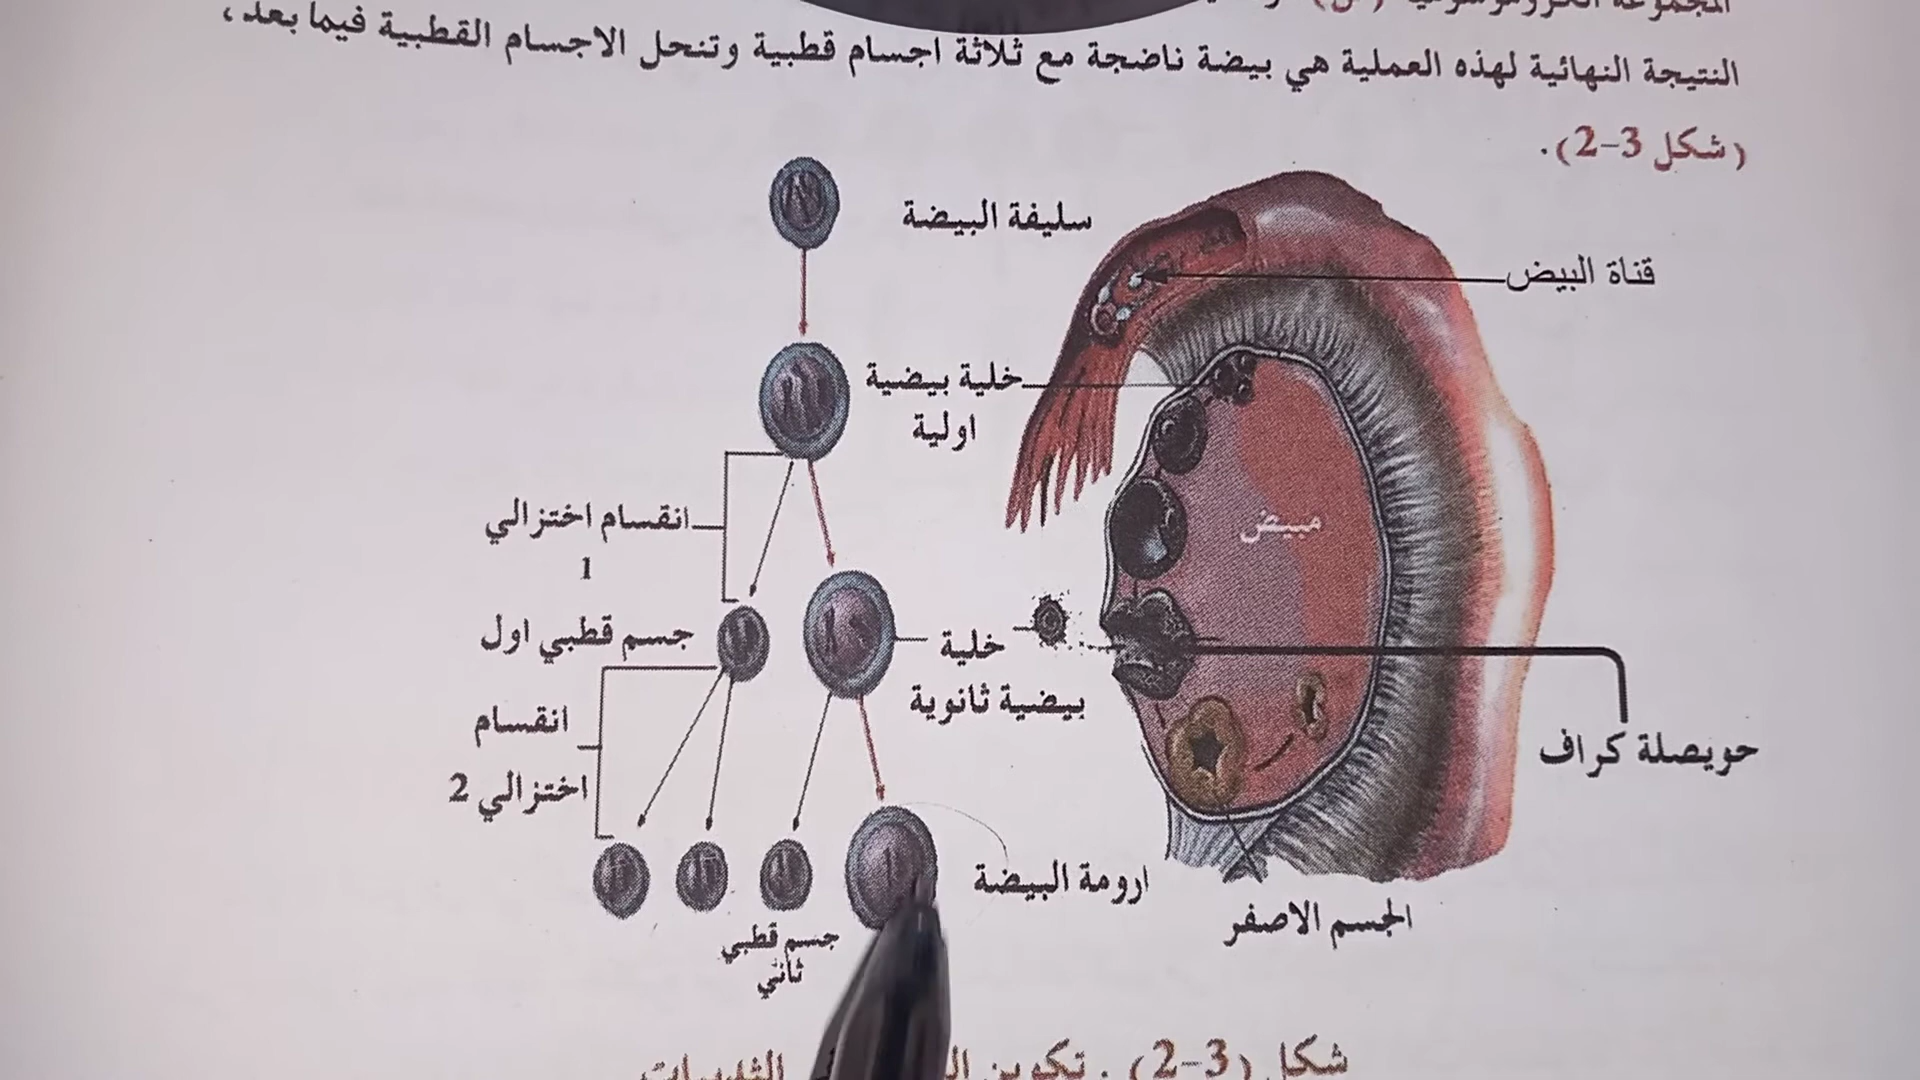 النتيجة النهائية لهذه العملية هي بيضة ناضجة مع ثلاثة اجسام قطبية وتنحل الاجسام القطبية فيما بعد،
(شكل 3-2).
سليفة البيضة
قناة البيض
خلية بيضية
اولية
انقسام اختزالي
1
مبيض
جسم قطبي اول
خلية
بيضية ثانوية
انقسام
اختزالي 2
حويصلة كراف
ارومة البيضة
الجسم الاصفر
جسم قطبي
ثاني
شكل (3-2). تكوين